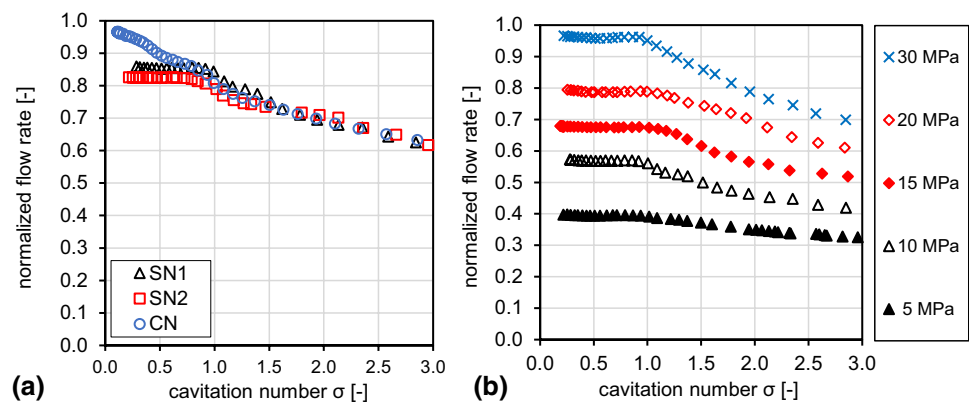 (a)
normalized flow rate [-]
1.0
0.9
0.8
0.7
0.6
0.5
0.4
0.3
0.2
0.1
0.0
SN1
SN2
CN
0.0 0.5 1.0 1.5 2.0 2.5 3.0
cavitation number σ [-]
(b)
normalized flow rate [-]
1.0
0.9
0.8
0.7
0.6
0.5
0.4
0.3
0.2
0.1
0.0
0.0 0.5 1.0 1.5 2.0 2.5 3.0
cavitation number σ [-]
30 MPa
20 MPa
15 MPa
10 MPa
5 MPa